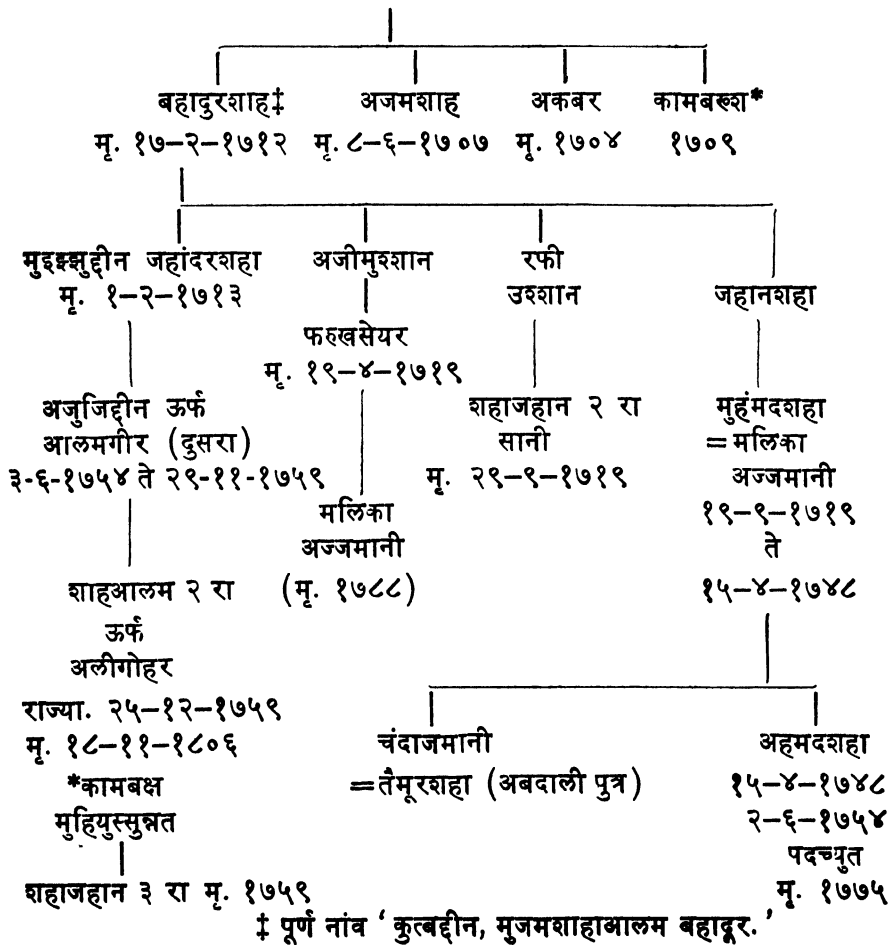 बहादुरशाह‡ अजमशाह अकबर कामबख्श*
मृ. १७-२-१७१२ मृ. ८-६-१७०७ मृ. १७०४ १७०९
मुइझ्झुद्दीन जहांदरशहा अजीमुश्शान रफी
मृ. १-२-१७१३ उश्शान जहानशहा
फरुखसेयर
मृ. १९-४-१७१९
अजुजिद्दीन ऊर्फ शहाजहान २ रा मुहंमदशहा
आलमगीर (दुसरा) सानी =मलिका
३-६-१७५४ ते २९-११-१७५९ मृ. २९-९-१७१९ अज्जमानी
मलिका १९-९-१७१९
अज्जमानी ते
शाहआलम २ रा (मृ. १७८८) १५-४-१७४८
ऊर्फ
अलीगोहर
राज्या. २५-१२-१७५९
मृ. १८-११-१८०६ चंदाजमानी अहमदशहा
*कामबक्ष =तैमूरशहा (अबदाली पुत्र) १५-४-१७४८
मुहियुस्सुन्नत २-६-१७५४
पदच्युत
शहाजहान ३ रा मृ. १७५९ मृ. १७७५
‡ पूर्ण नांव ' कुत्बद्दीन, मुजमशाहाआलम बहादूर. '